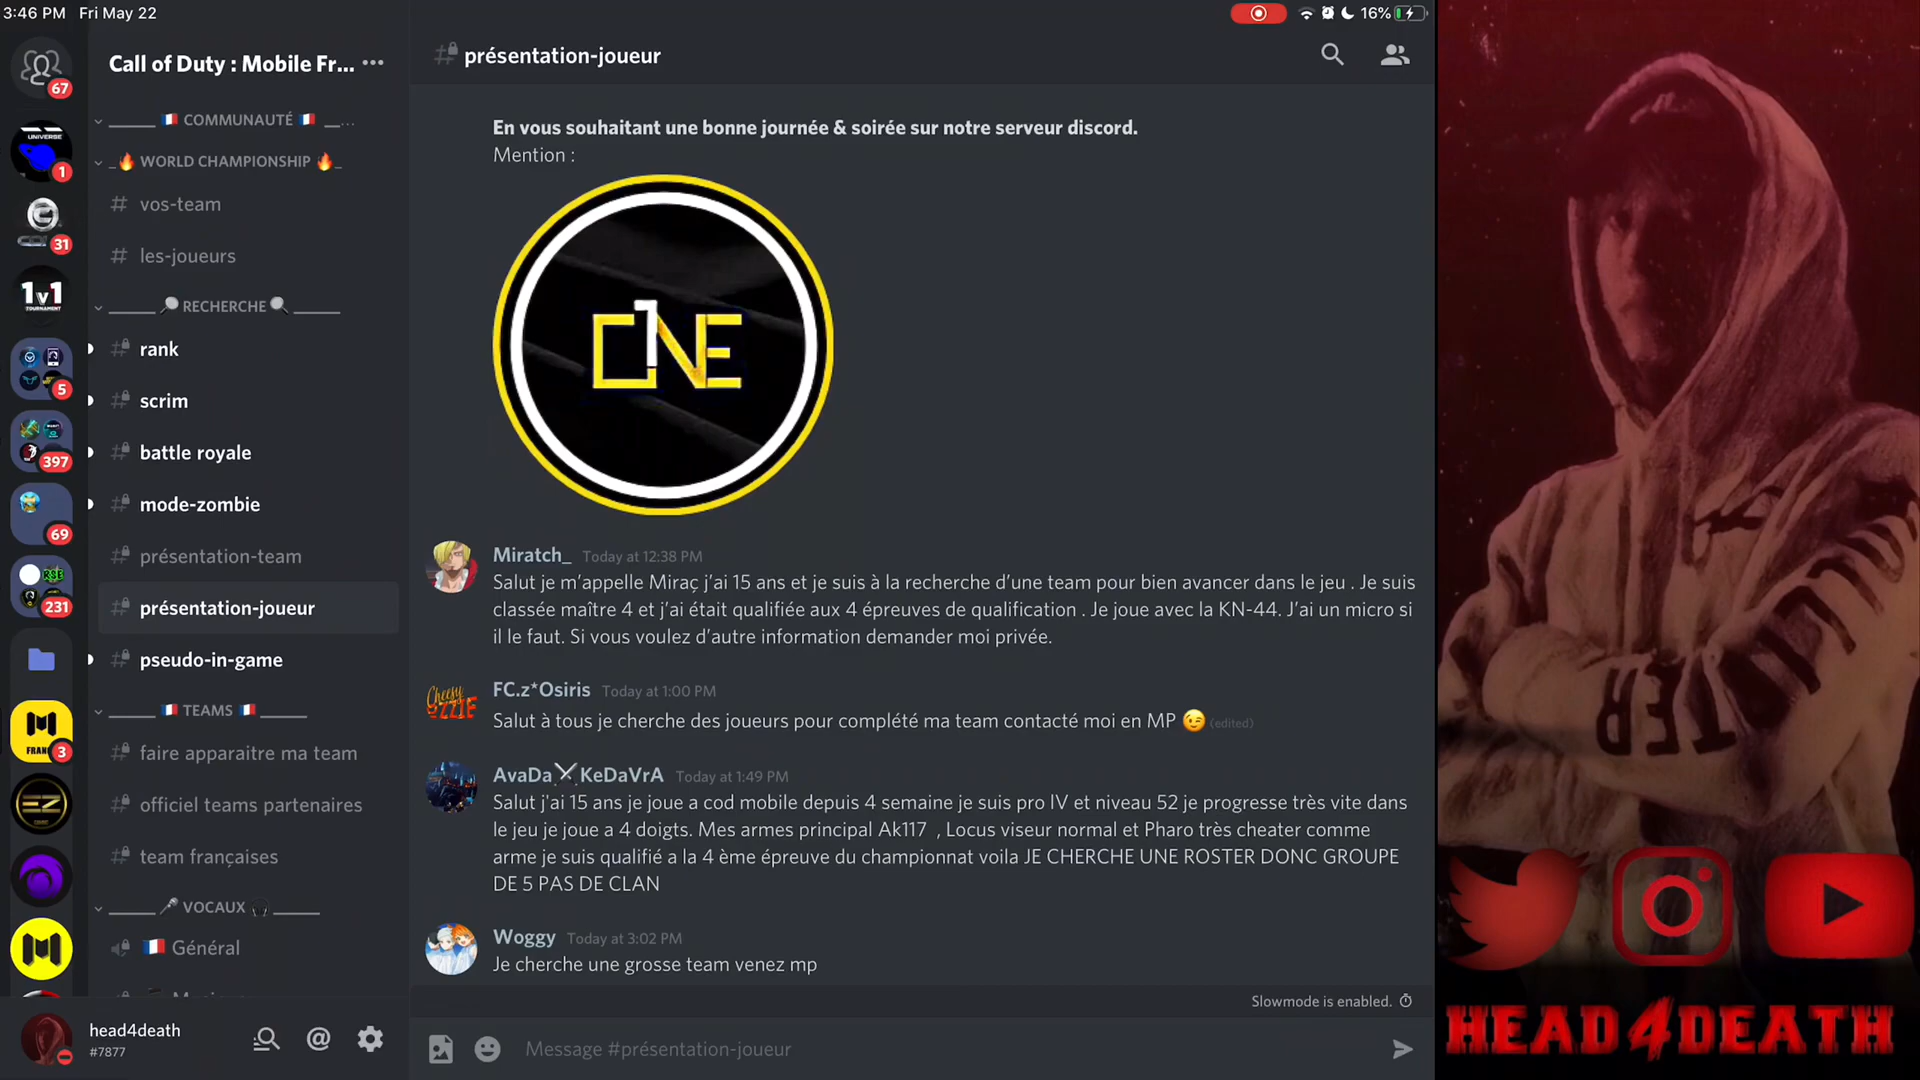 3:46 PM Fri May 22
16%
67
UNIVERSE
1
31
1v1
TOURNAMENT
5
397
69
RSE
231
FRANC
3
EZ
Call of Duty : Mobile Fr...
COMMUNAUTÉ
WORLD CHAMPIONSHIP
# vos-team
# les-joueurs
RECHERCHE
# rank
# scrim
# battle royale
# mode-zombie
# présentation-team
# présentation-joueur
# pseudo-in-game
TEAMS
# faire apparaitre ma team
# officiel teams partenaires
# team françaises
VOCAUX
Général
head4death
#7877
# présentation-joueur
En vous souhaitant une bonne journée & soirée sur notre serveur discord.
Mention :
ONE
Miratch_ Today at 12:38 PM
Salut je m’appelle Miraç j’ai 15 ans et je suis à la recherche d’une team pour bien avancer dans le jeu . Je suis
classée maître 4 et j’ai était qualifiée aux 4 épreuves de qualification . Je joue avec la KN-44. J’ai un micro si
il le faut. Si vous voulez d’autre information demander moi privée.
Cheesy
FC.z*Osiris Today at 1:00 PM
Salut à tous je cherche des joueurs pour complété ma team contacté moi en MP 😉 (edited)
AvaDa⚔KeDaVrA Today at 1:49 PM
Salut j'ai 15 ans je joue a cod mobile depuis 4 semaine je suis pro IV et niveau 52 je progresse très vite dans
le jeu je joue a 4 doigts. Mes armes principal Ak117 , Locus viseur normal et Pharo très cheater comme
arme je suis qualifié a la 4 ème épreuve du championnat voila JE CHERCHE UNE ROSTER DONC GROUPE
DE 5 PAS DE CLAN
Woggy Today at 3:02 PM
Je cherche une grosse team venez mp
Slowmode is enabled.
Message #présentation-joueur
HEAD4DEATH